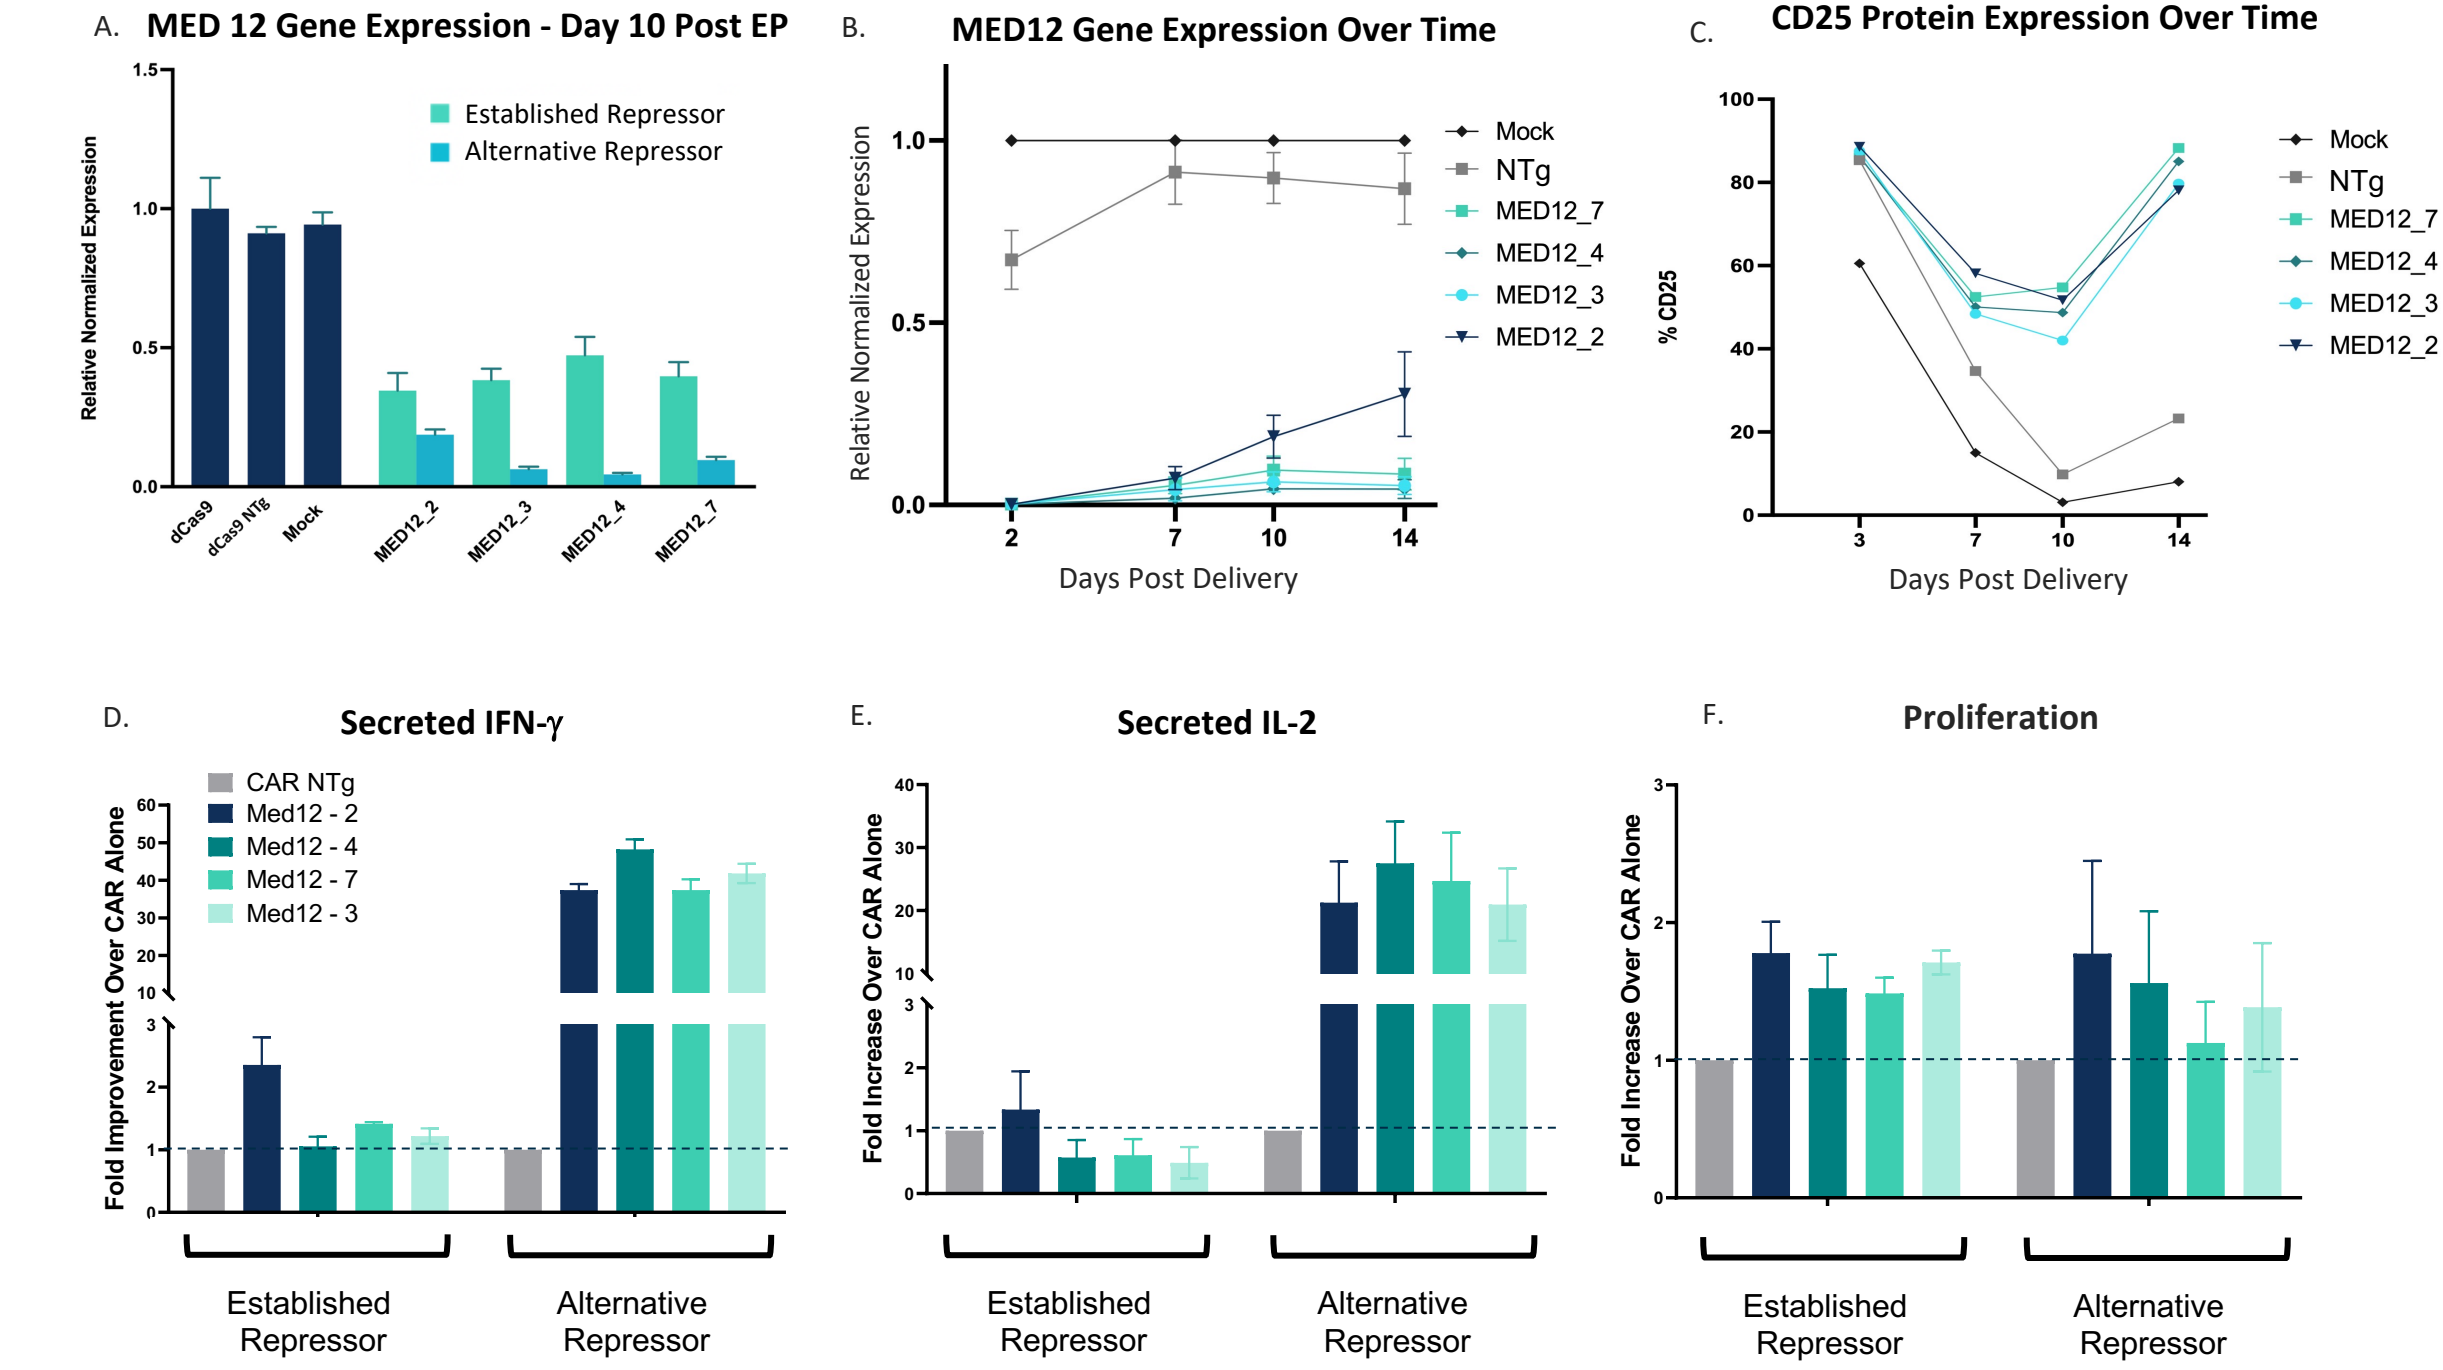 A.
MED 12 Gene Expression - Day 10 Post EP
Relative Normalized Expression
1.5
1.0
0.5
0.0
Established Repressor
Alternative Repressor
dCas9
dCas9 NTg
Mock
MED12_2
MED12_3
MED12_4
MED12_7
B.
MED12 Gene Expression Over Time
Relative Normalized Expression
1.0
0.5
0.0
2
7
10
14
Days Post Delivery
Mock
NTg
MED12_7
MED12_4
MED12_3
MED12_2
C.
CD25 Protein Expression Over Time
% CD25
100
80
60
40
20
0
3
7
10
14
Days Post Delivery
Mock
NTg
MED12_7
MED12_4
MED12_3
MED12_2
D.
Secreted IFN-γ
Fold Improvement Over CAR Alone
60
50
40
30
20
10
3
2
1
0
CAR NTg
Med12 - 2
Med12 - 4
Med12 - 7
Med12 - 3
Established
Repressor
Alternative
Repressor
E.
Secreted IL-2
Fold Increase Over CAR Alone
40
30
20
10
3
2
1
0
Established
Repressor
Alternative
Repressor
F.
Proliferation
Fold Increase Over CAR Alone
3
2
1
0
Established
Repressor
Alternative
Repressor